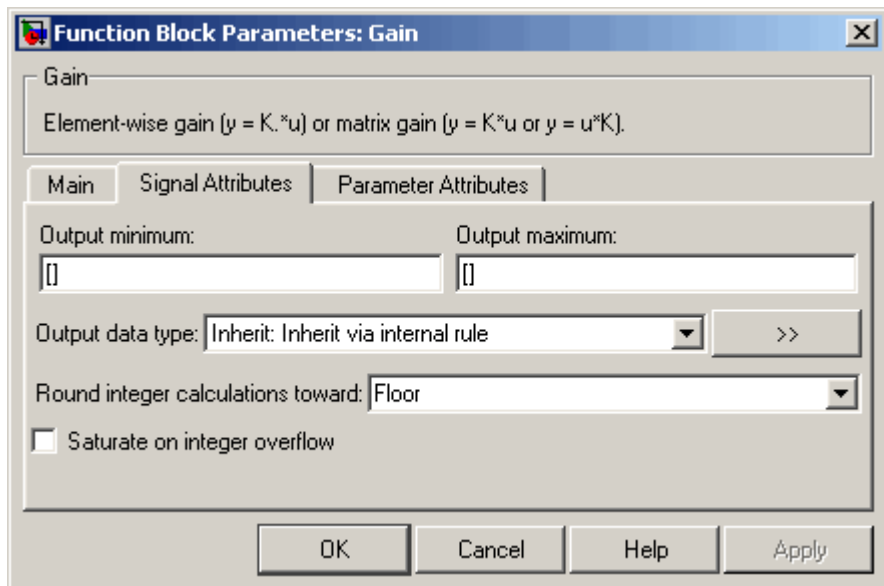 Function Block Parameters: Gain
Gain
Element-wise gain (y = K.*u) or matrix gain (y = K*u or y = u*K).
Main Signal Attributes Parameter Attributes
Output minimum: Output maximum:
[] []
Output data type: Inherit: Inherit via internal rule >>
Round integer calculations toward: Floor
Saturate on integer overflow
OK Cancel Help Apply